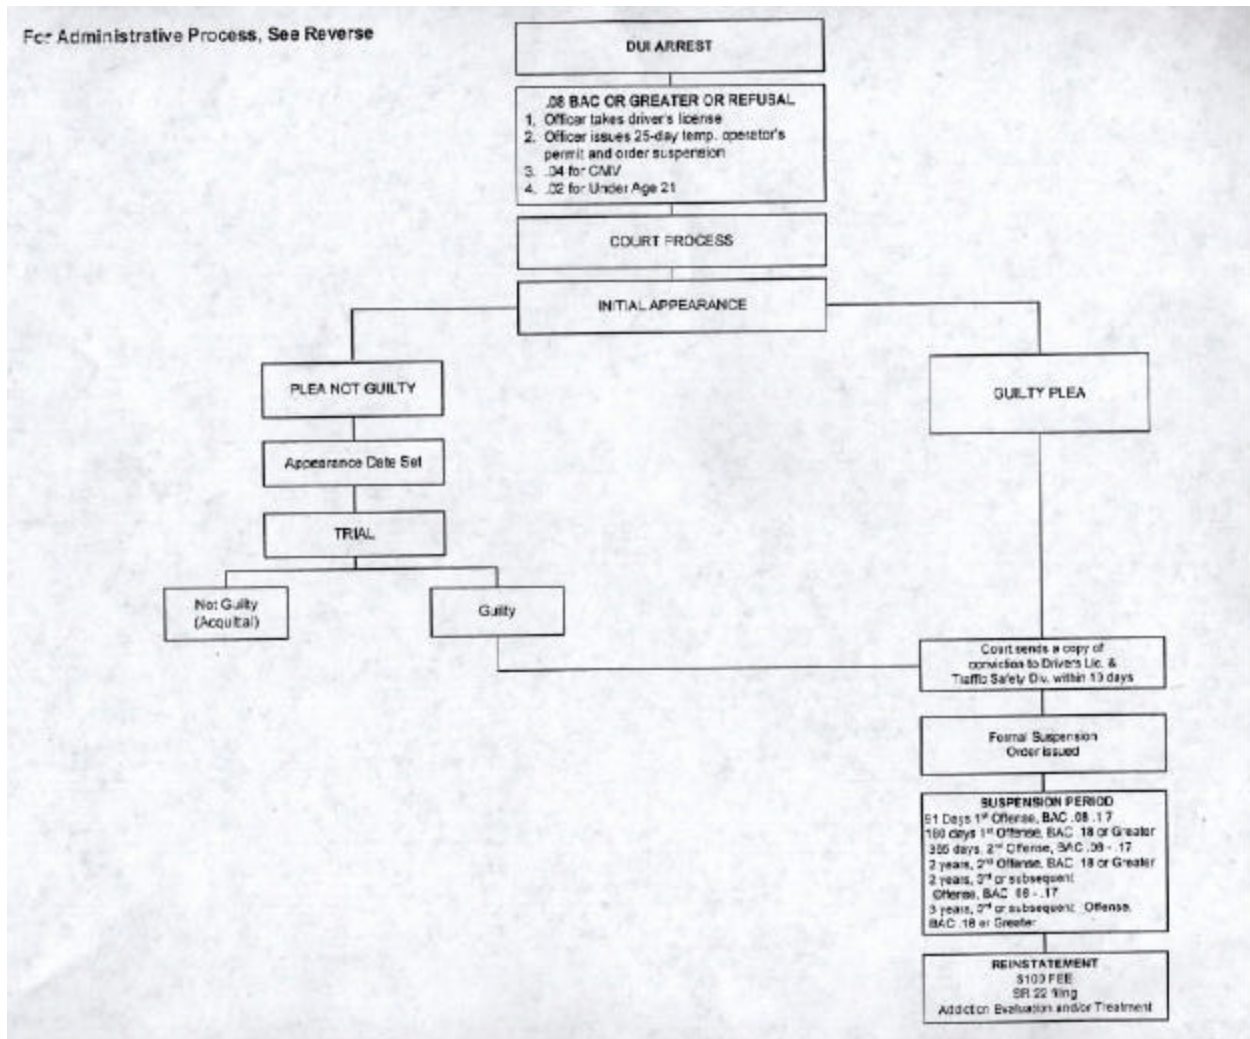 For Administrative Process, See Reverse
DUI ARREST
.08 BAC OR GREATER OR REFUSAL
1. Officer takes driver's license
2. Officer issues 25-day temp. operator's
permit and order suspension
3. .04 for CMV
4. .02 for Under Age 21
COURT PROCESS
INITIAL APPEARANCE
PLEA NOT GUILTY
GUILTY PLEA
Appearance Date Set
TRIAL
Not Guilty
(Acquittal)
Guilty
Court sends a copy of
conviction to Drivers Lic. &
Traffic Safety Div. within 10 days
Formal Suspension
Order issued
SUSPENSION PERIOD
91 Days 1st Offense, BAC .08 .17
180 days 1st Offense, BAC .18 or Greater
365 days, 2nd Offense, BAC .08 - .17
2 years, 2nd Offense, BAC .18 or Greater
2 years, 3rd or subsequent
Offense, BAC .08 - .17
3 years, 3rd or subsequent Offense,
BAC .18 or Greater
REINSTATEMENT
$100 FEE
SR 22 filing
Addiction Evaluation and/or Treatment